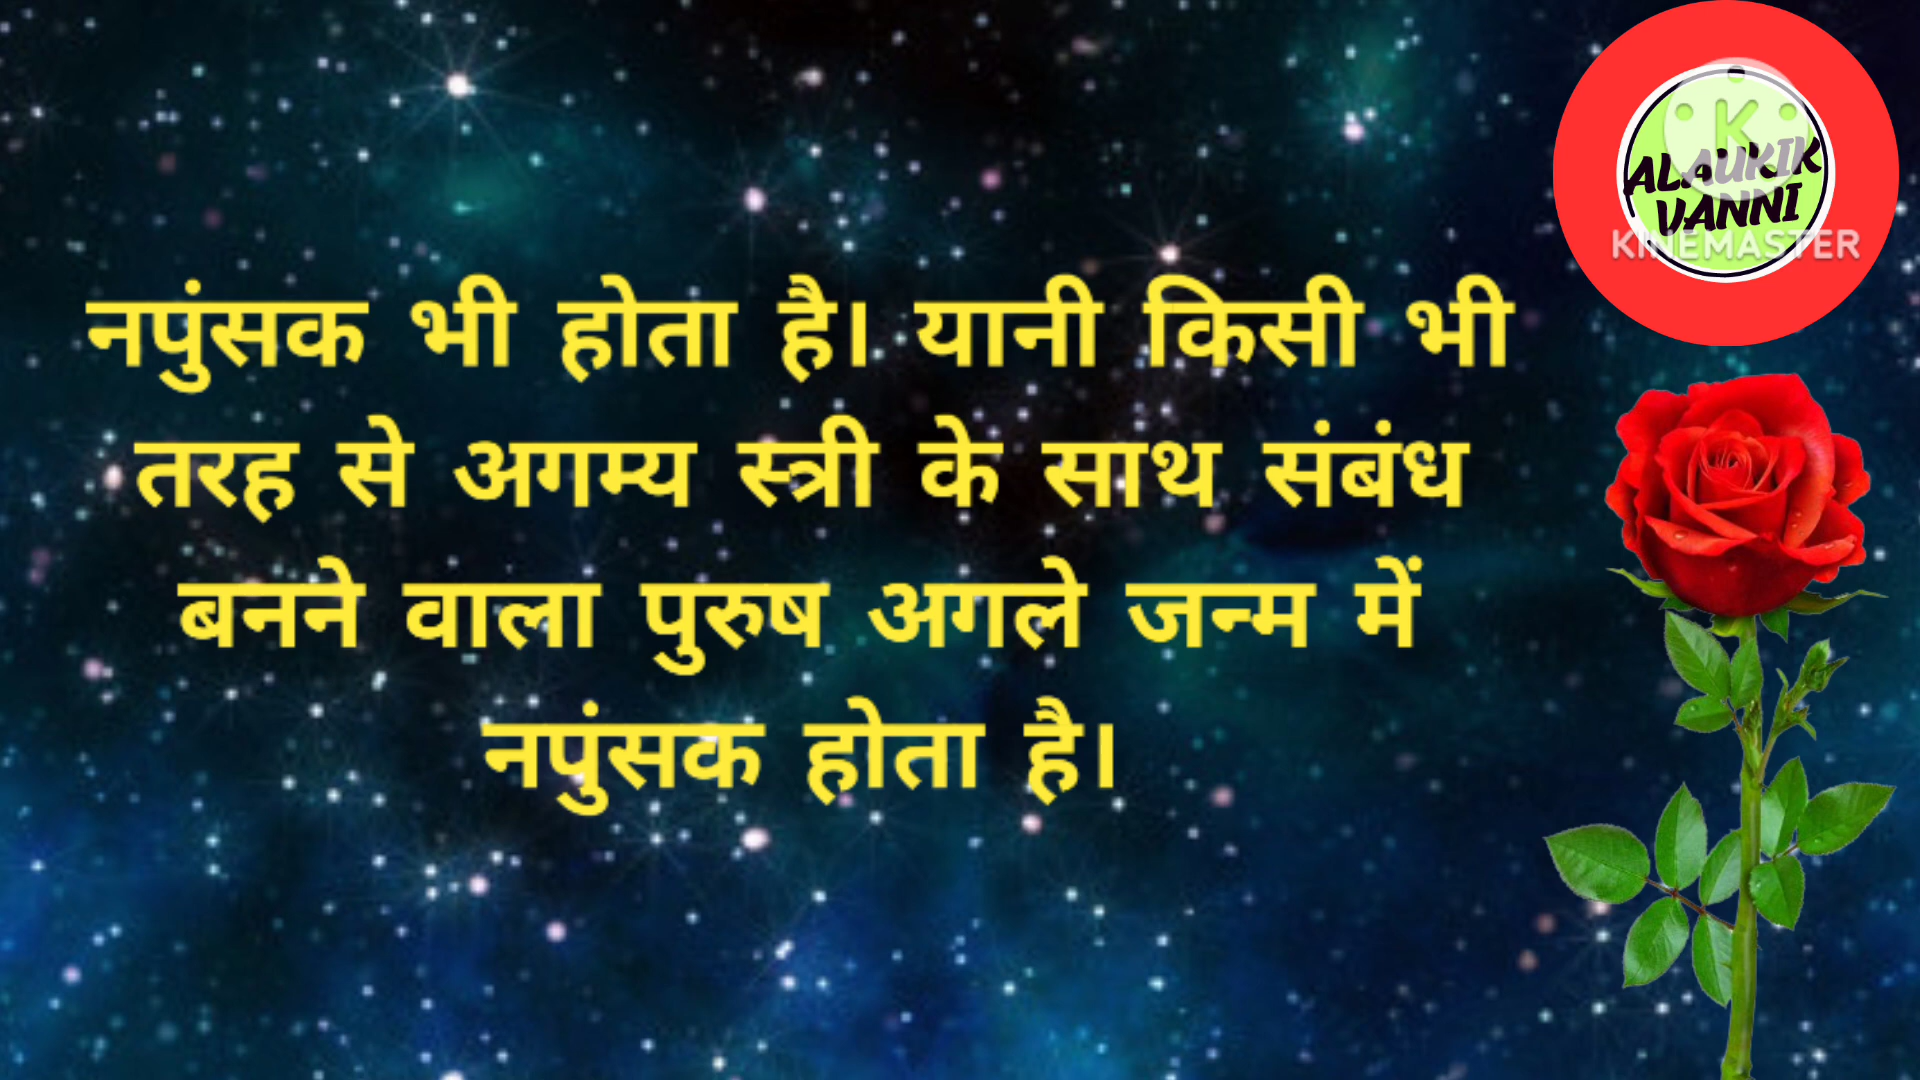 नपुंसक भी होता है। यानी किसी भी
तरह से अगम्य स्त्री के साथ संबंध
बनने वाला पुरुष अगले जन्म में
नपुंसक होता है।
K
ALAUKIK
VANNI
KINEMASTER